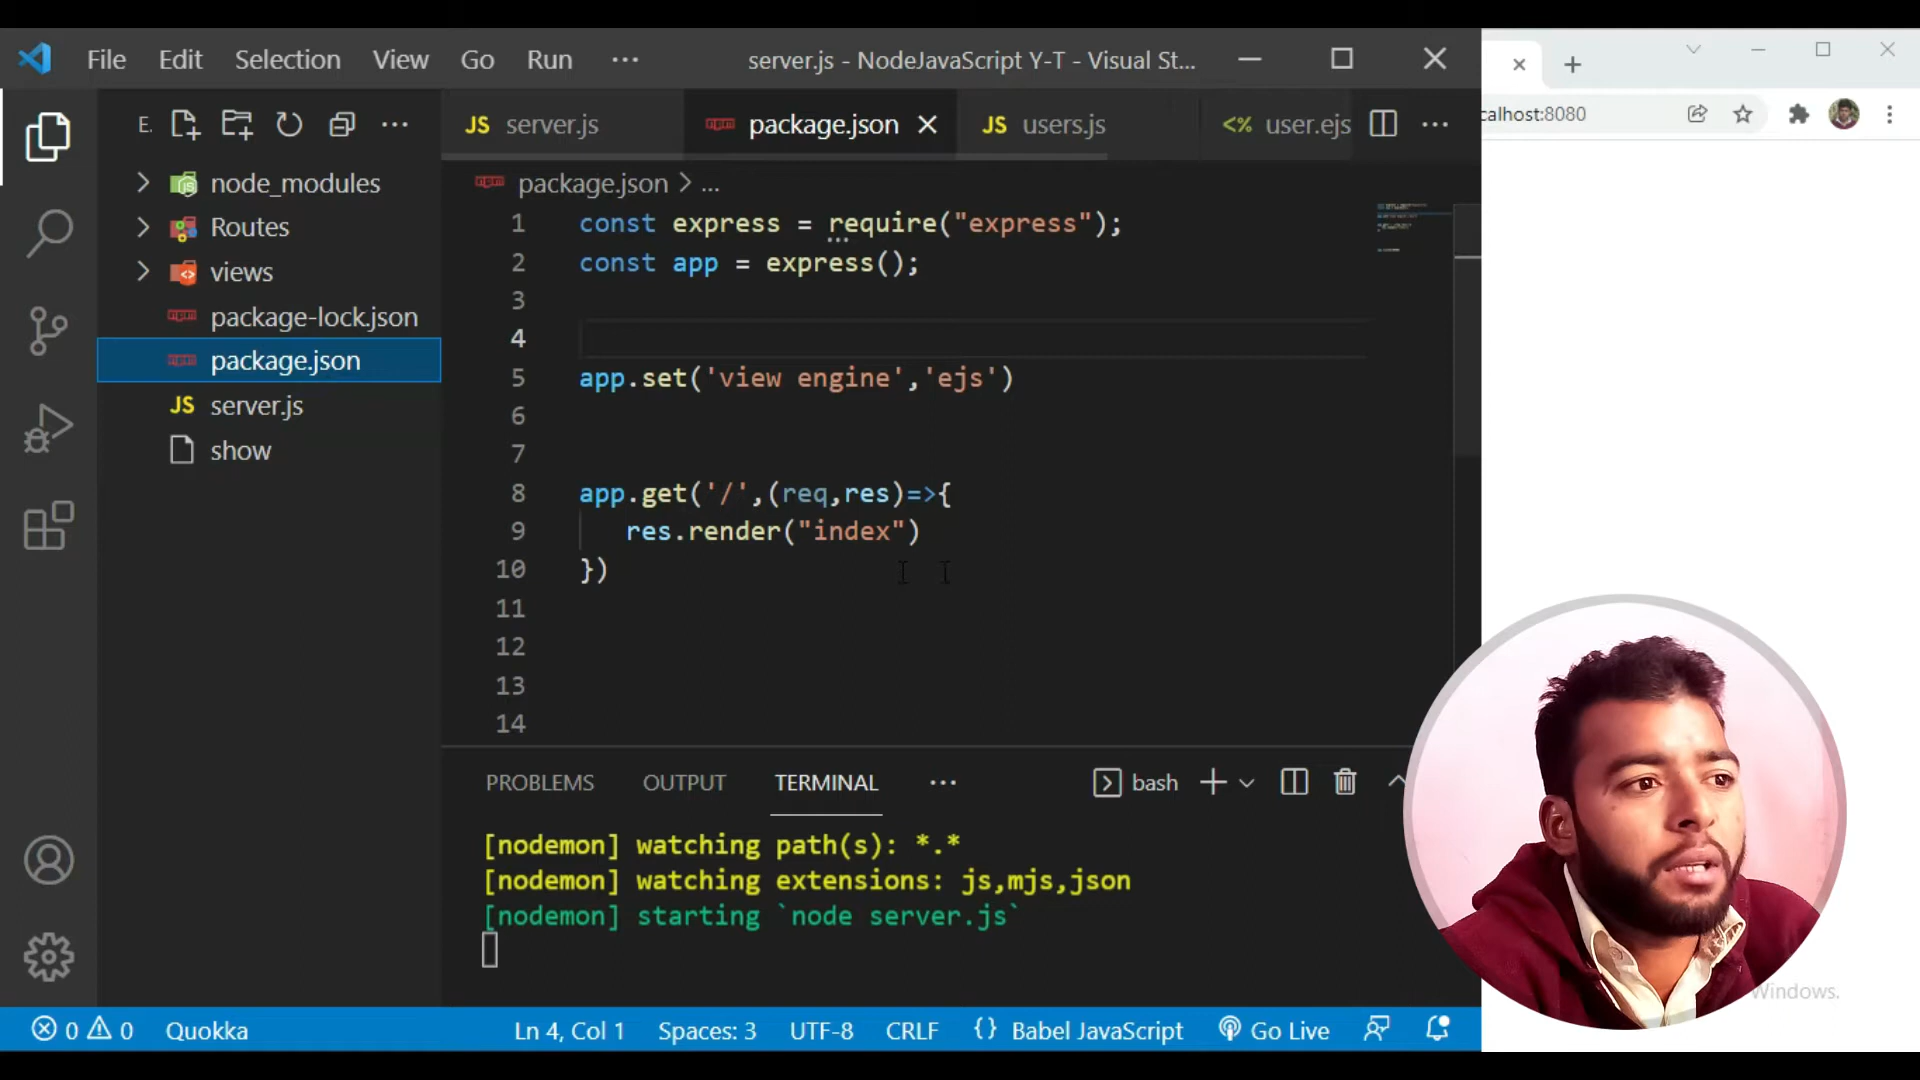 File Edit Selection View Go Run ··· server.js - NodeJavaScript Y-T - Visual St...
E.
JS server.js package.json JS users.js <% user.ejs
calhost:8080
node_modules
Routes
views
package-lock.json
package.json
JS server.js
show
package.json > ...
1 const express = require("express");
2 const app = express();
3
4
5 app.set('view engine','ejs')
6
7
8 app.get('/',(req,res)=>{
9 res.render("index")
10 })
11
12
13
14
PROBLEMS OUTPUT TERMINAL ··· bash
[nodemon] watching path(s): *.*
[nodemon] watching extensions: js,mjs,json
[nodemon] starting `node server.js`
Windows.
0 0 Quokka Ln 4, Col 1 Spaces: 3 UTF-8 CRLF {} Babel JavaScript Go Live